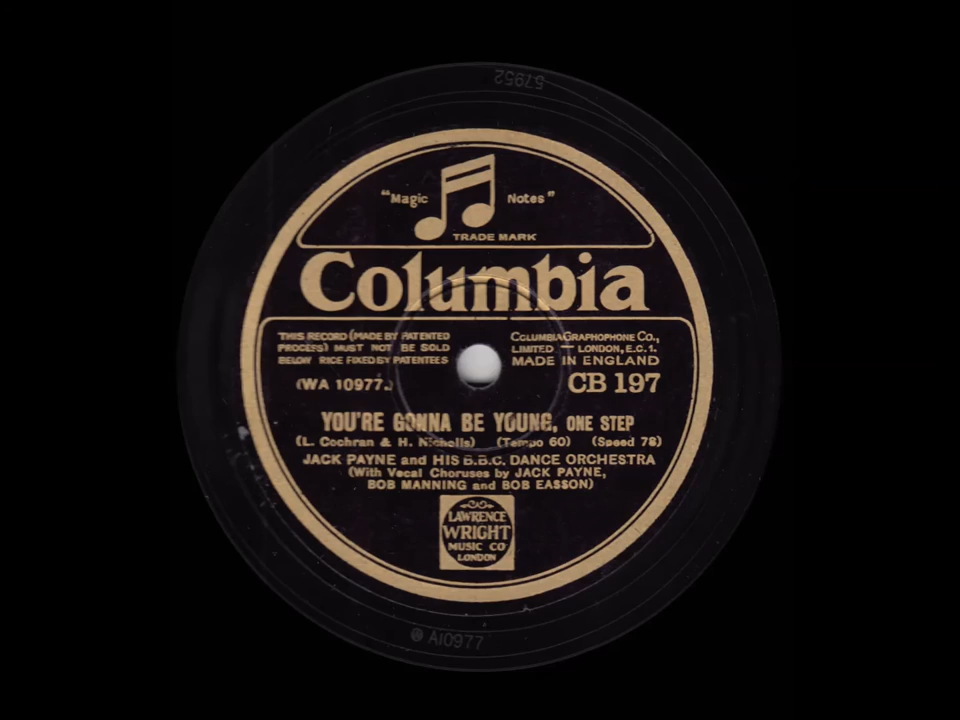 57952
"Magic Notes"
TRADE MARK
Columbia
THIS RECORD (MADE BY PATENTED
PROCESS) MUST NOT BE SOLD
BELOW RICE FIXED BY PATENTEES
COLUMBIA GRAPHOPHONE CO.,
LIMITED — LONDON, E.C.1.
MADE IN ENGLAND
(WA 10977.)
CB 197
YOU'RE GONNA BE YOUNG, ONE STEP
(L. Cochran & H. Nicholls) (Tempo 60) (Speed 78)
JACK PAYNE and HIS B.B.C. DANCE ORCHESTRA
(With Vocal Choruses by JACK PAYNE,
BOB MANNING and BOB EASSON)
LAWRENCE
WRIGHT
MUSIC CO
LONDON
A10977